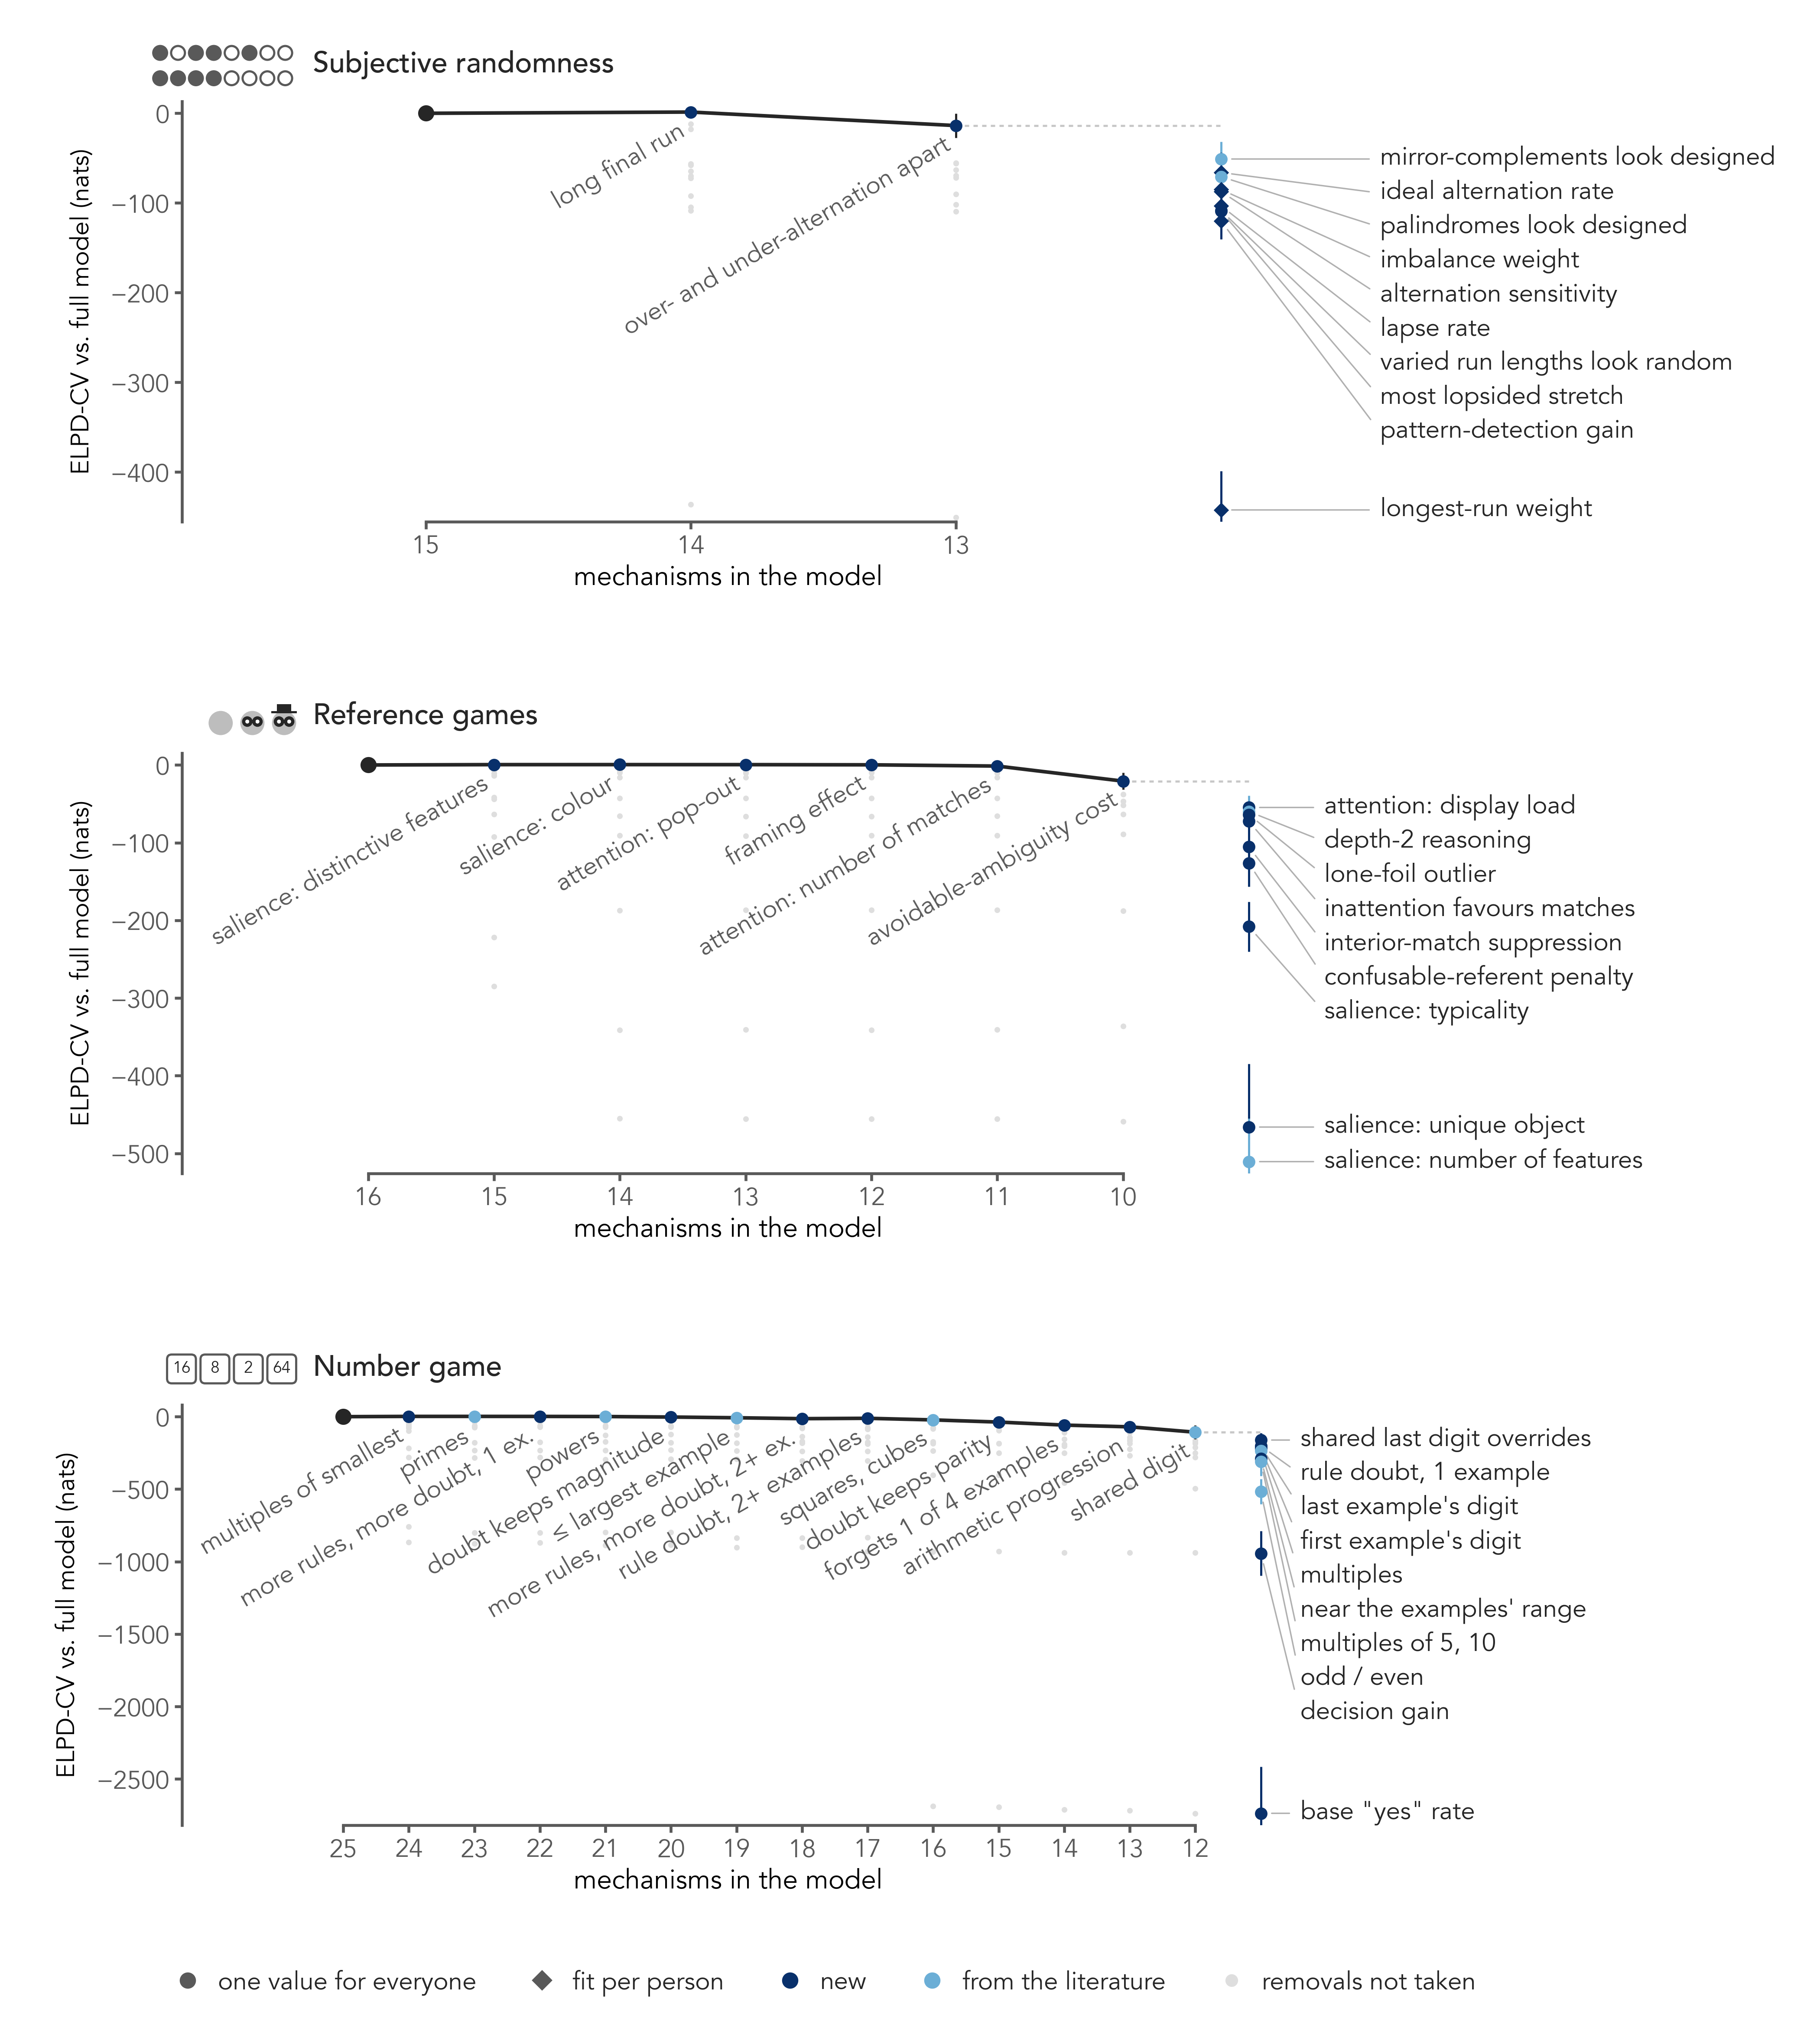 Subjective randomness
ELPD-CV vs. full model (nats)
0
−100
−200
−300
−400
long final run
over- and under-alternation apart
mirror-complements look designed
ideal alternation rate
palindromes look designed
imbalance weight
alternation sensitivity
lapse rate
varied run lengths look random
most lopsided stretch
pattern-detection gain
longest-run weight
15 14 13
mechanisms in the model
Reference games
ELPD-CV vs. full model (nats)
0
−100
−200
−300
−400
−500
salience: distinctive features
salience: colour
attention: pop-out
framing effect
attention: number of matches
avoidable-ambiguity cost
attention: display load
depth-2 reasoning
lone-foil outlier
inattention favours matches
interior-match suppression
confusable-referent penalty
salience: typicality
salience: unique object
salience: number of features
16 15 14 13 12 11 10
mechanisms in the model
16 8 2 64
Number game
ELPD-CV vs. full model (nats)
0
−500
−1000
−1500
−2000
−2500
multiples of smallest
primes
more rules, more doubt, 1 ex.
powers
doubt keeps magnitude
≤ largest example
more rules, more doubt, 2+ ex.
rule doubt, 2+ examples
squares, cubes
doubt keeps parity
forgets 1 of 4 examples
arithmetic progression
shared digit
shared last digit overrides
rule doubt, 1 example
last example's digit
first example's digit
multiples
near the examples' range
multiples of 5, 10
odd / even
decision gain
base "yes" rate
25 24 23 22 21 20 19 18 17 16 15 14 13 12
mechanisms in the model
one value for everyone fit per person new from the literature removals not taken